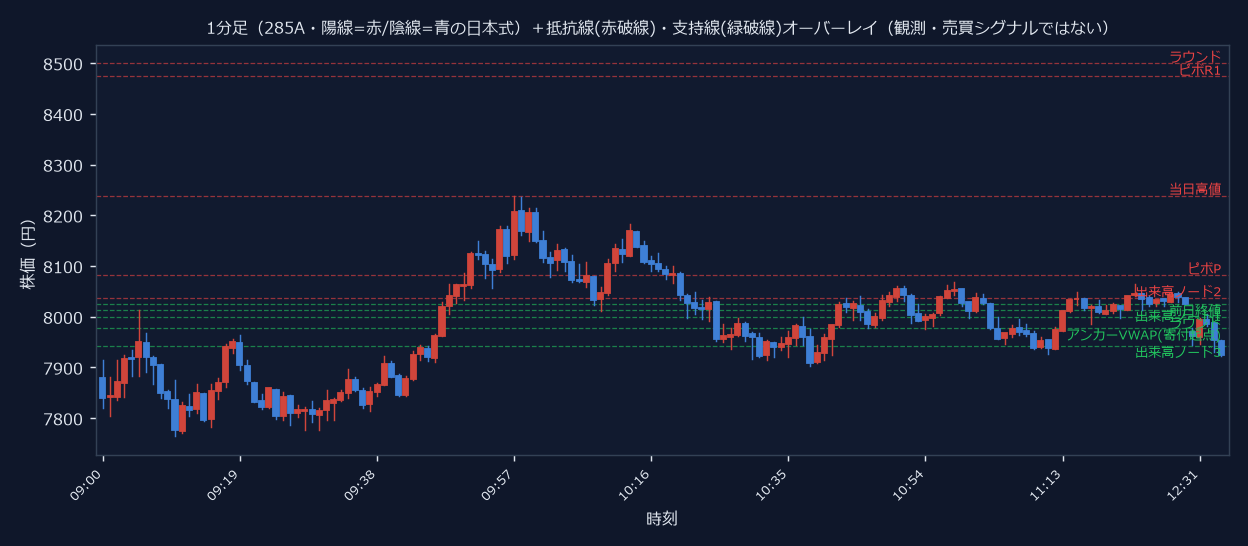 1分足（285A・陽線=赤/陰線=青の日本式）＋抵抗線(赤破線)・支持線(緑破線)オーバーレイ（観測・売買シグナルではない）
株価（円）
8500
8400
8300
8200
8100
8000
7900
7800
ラウンド
ピボR1
当日高値
ピボP
出来高ノード2
前日終値
出来高
アンカーVWAP(寄付起点)
出来高ノード3
09:00
09:19
09:38
09:57
10:16
10:35
10:54
11:13
12:31
時刻